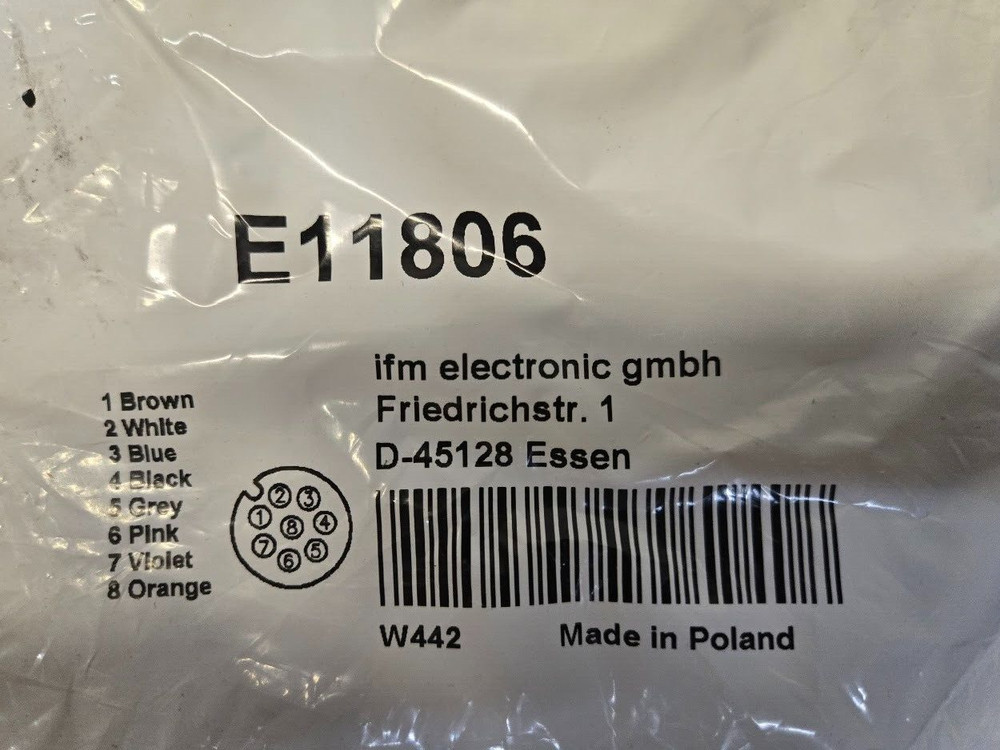 E11806
ifm electronic gmbh
Friedrichstr. 1
D-45128 Essen
1 Brown
2 White
3 Blue
4 Black
5 Grey
6 Pink
7 Violet
8 Orange
2 3
1 8 4
7 6 5
W442 Made in Poland